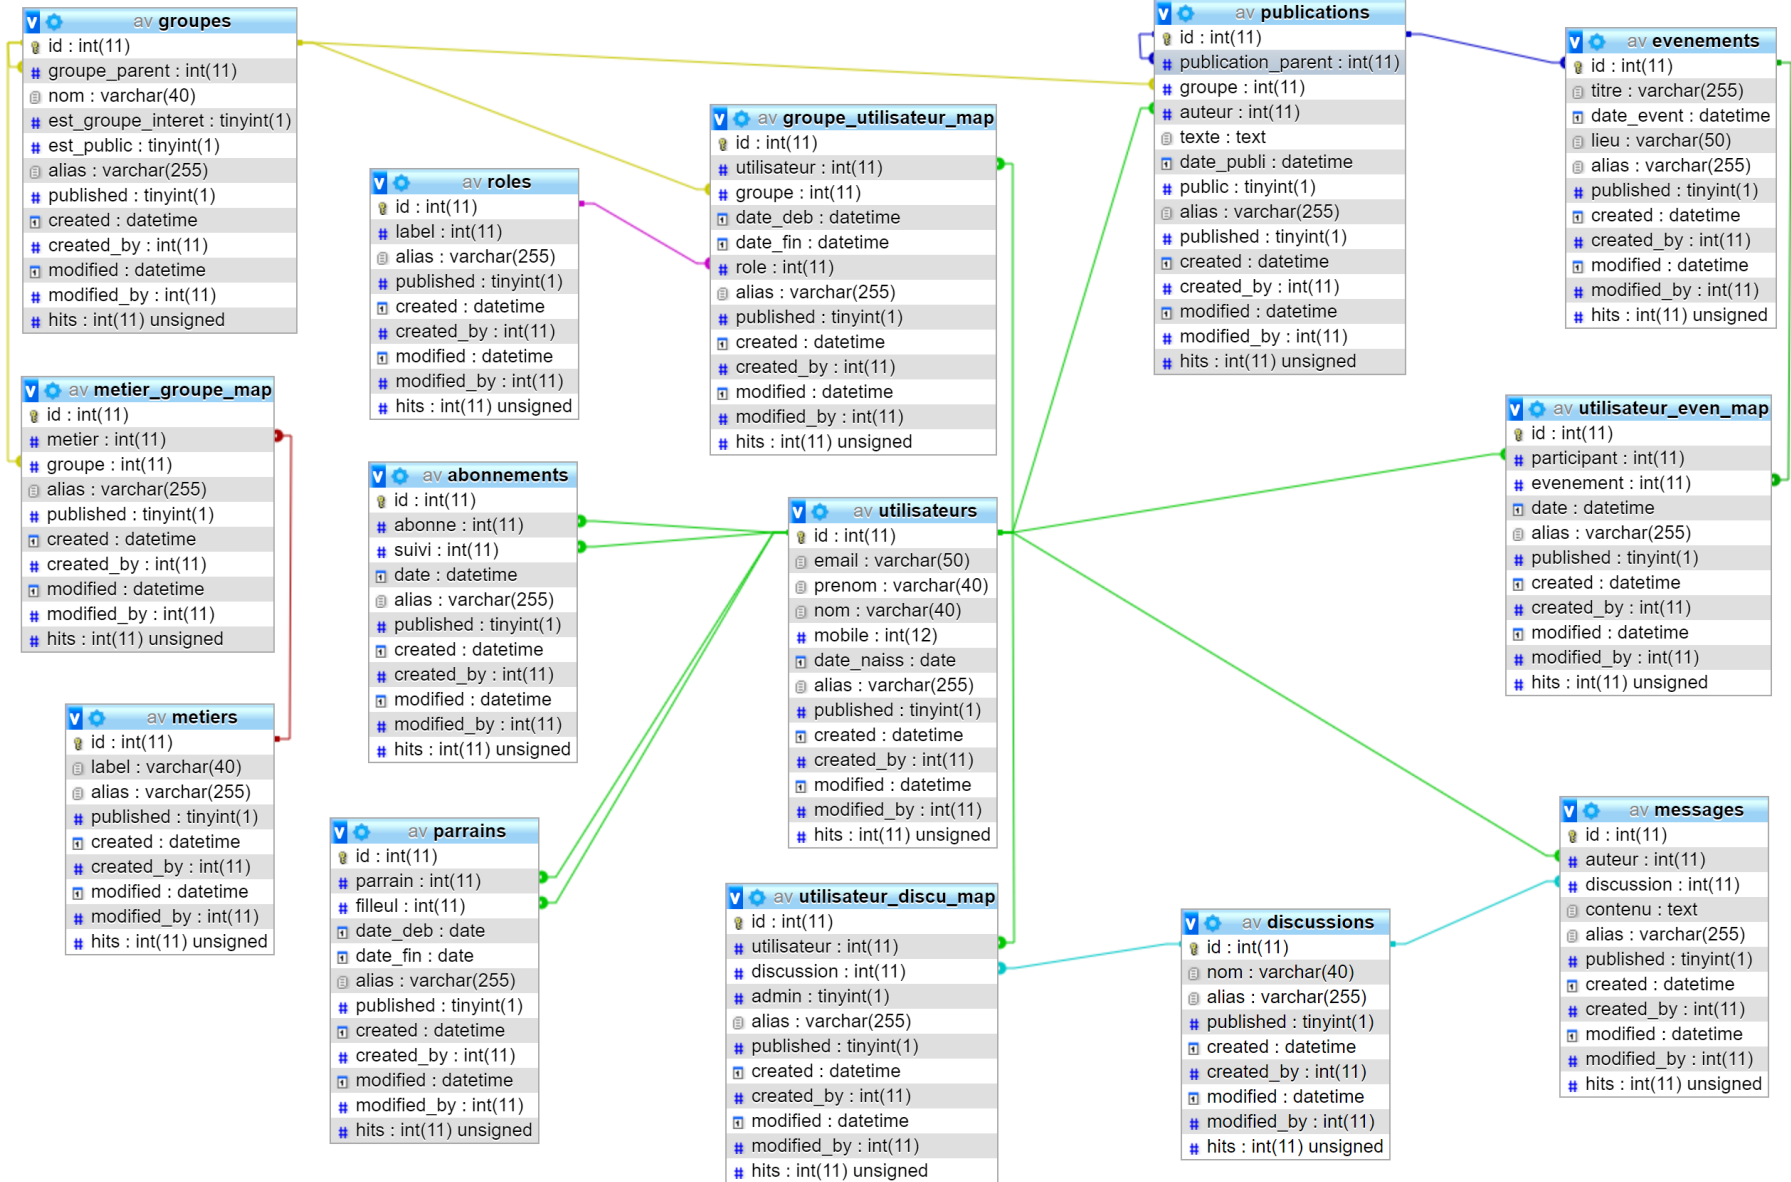 av groupes
id : int(11)
groupe_parent : int(11)
nom : varchar(40)
est_groupe_interet : tinyint(1)
est_public : tinyint(1)
alias : varchar(255)
published : tinyint(1)
created : datetime
created_by : int(11)
modified : datetime
modified_by : int(11)
hits : int(11) unsigned
av metier_groupe_map
id : int(11)
metier : int(11)
groupe : int(11)
alias : varchar(255)
published : tinyint(1)
created : datetime
created_by : int(11)
modified : datetime
modified_by : int(11)
hits : int(11) unsigned
av metiers
id : int(11)
label : varchar(40)
alias : varchar(255)
published : tinyint(1)
created : datetime
created_by : int(11)
modified : datetime
modified_by : int(11)
hits : int(11) unsigned
av roles
id : int(11)
label : int(11)
alias : varchar(255)
published : tinyint(1)
created : datetime
created_by : int(11)
modified : datetime
modified_by : int(11)
hits : int(11) unsigned
av abonnements
id : int(11)
abonne : int(11)
suivi : int(11)
date : datetime
alias : varchar(255)
published : tinyint(1)
created : datetime
created_by : int(11)
modified : datetime
modified_by : int(11)
hits : int(11) unsigned
av parrains
id : int(11)
parrain : int(11)
filleul : int(11)
date_deb : date
date_fin : date
alias : varchar(255)
published : tinyint(1)
created : datetime
created_by : int(11)
modified : datetime
modified_by : int(11)
hits : int(11) unsigned
av groupe_utilisateur_map
id : int(11)
utilisateur : int(11)
groupe : int(11)
date_deb : datetime
date_fin : datetime
role : int(11)
alias : varchar(255)
published : tinyint(1)
created : datetime
created_by : int(11)
modified : datetime
modified_by : int(11)
hits : int(11) unsigned
av utilisateurs
id : int(11)
email : varchar(50)
prenom : varchar(40)
nom : varchar(40)
mobile : int(12)
date_naiss : date
alias : varchar(255)
published : tinyint(1)
created : datetime
created_by : int(11)
modified : datetime
modified_by : int(11)
hits : int(11) unsigned
av utilisateur_discu_map
id : int(11)
utilisateur : int(11)
discussion : int(11)
admin : tinyint(1)
alias : varchar(255)
published : tinyint(1)
created : datetime
created_by : int(11)
modified : datetime
modified_by : int(11)
hits : int(11) unsigned
av publications
id : int(11)
publication_parent : int(11)
groupe : int(11)
auteur : int(11)
texte : text
date_publi : datetime
public : tinyint(1)
alias : varchar(255)
published : tinyint(1)
created : datetime
created_by : int(11)
modified : datetime
modified_by : int(11)
hits : int(11) unsigned
av discussions
id : int(11)
nom : varchar(40)
alias : varchar(255)
published : tinyint(1)
created : datetime
created_by : int(11)
modified : datetime
modified_by : int(11)
hits : int(11) unsigned
av evenements
id : int(11)
titre : varchar(255)
date_event : datetime
lieu : varchar(50)
alias : varchar(255)
published : tinyint(1)
created : datetime
created_by : int(11)
modified : datetime
modified_by : int(11)
hits : int(11) unsigned
av utilisateur_even_map
id : int(11)
participant : int(11)
evenement : int(11)
date : datetime
alias : varchar(255)
published : tinyint(1)
created : datetime
created_by : int(11)
modified : datetime
modified_by : int(11)
hits : int(11) unsigned
av messages
id : int(11)
auteur : int(11)
discussion : int(11)
contenu : text
alias : varchar(255)
published : tinyint(1)
created : datetime
created_by : int(11)
modified : datetime
modified_by : int(11)
hits : int(11) unsigned